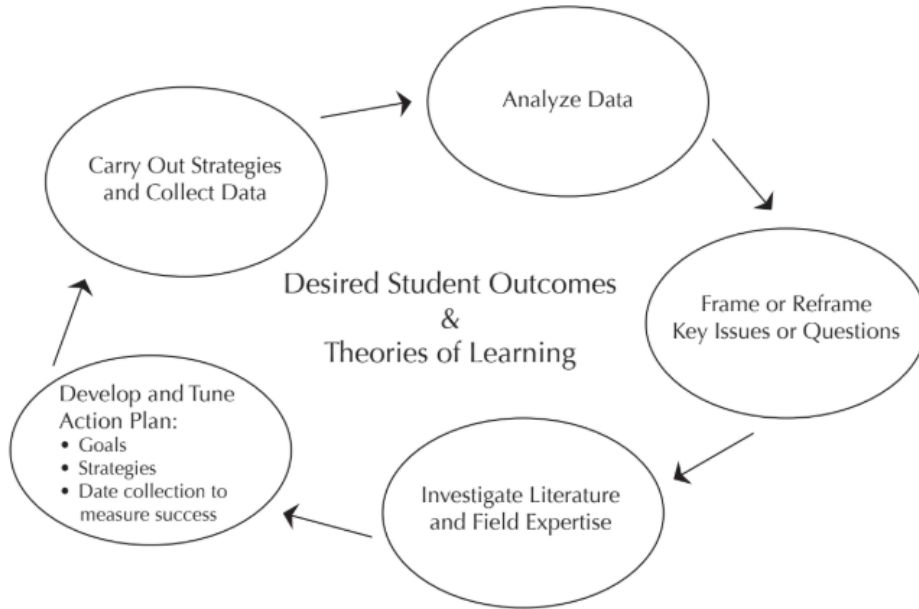 Analyze Data
Carry Out Strategies
and Collect Data
Desired Student Outcomes
&
Theories of Learning
Frame or Reframe
Key Issues or Questions
Develop and Tune
Action Plan:
• Goals
• Strategies
• Date collection to
measure success
Investigate Literature
and Field Expertise